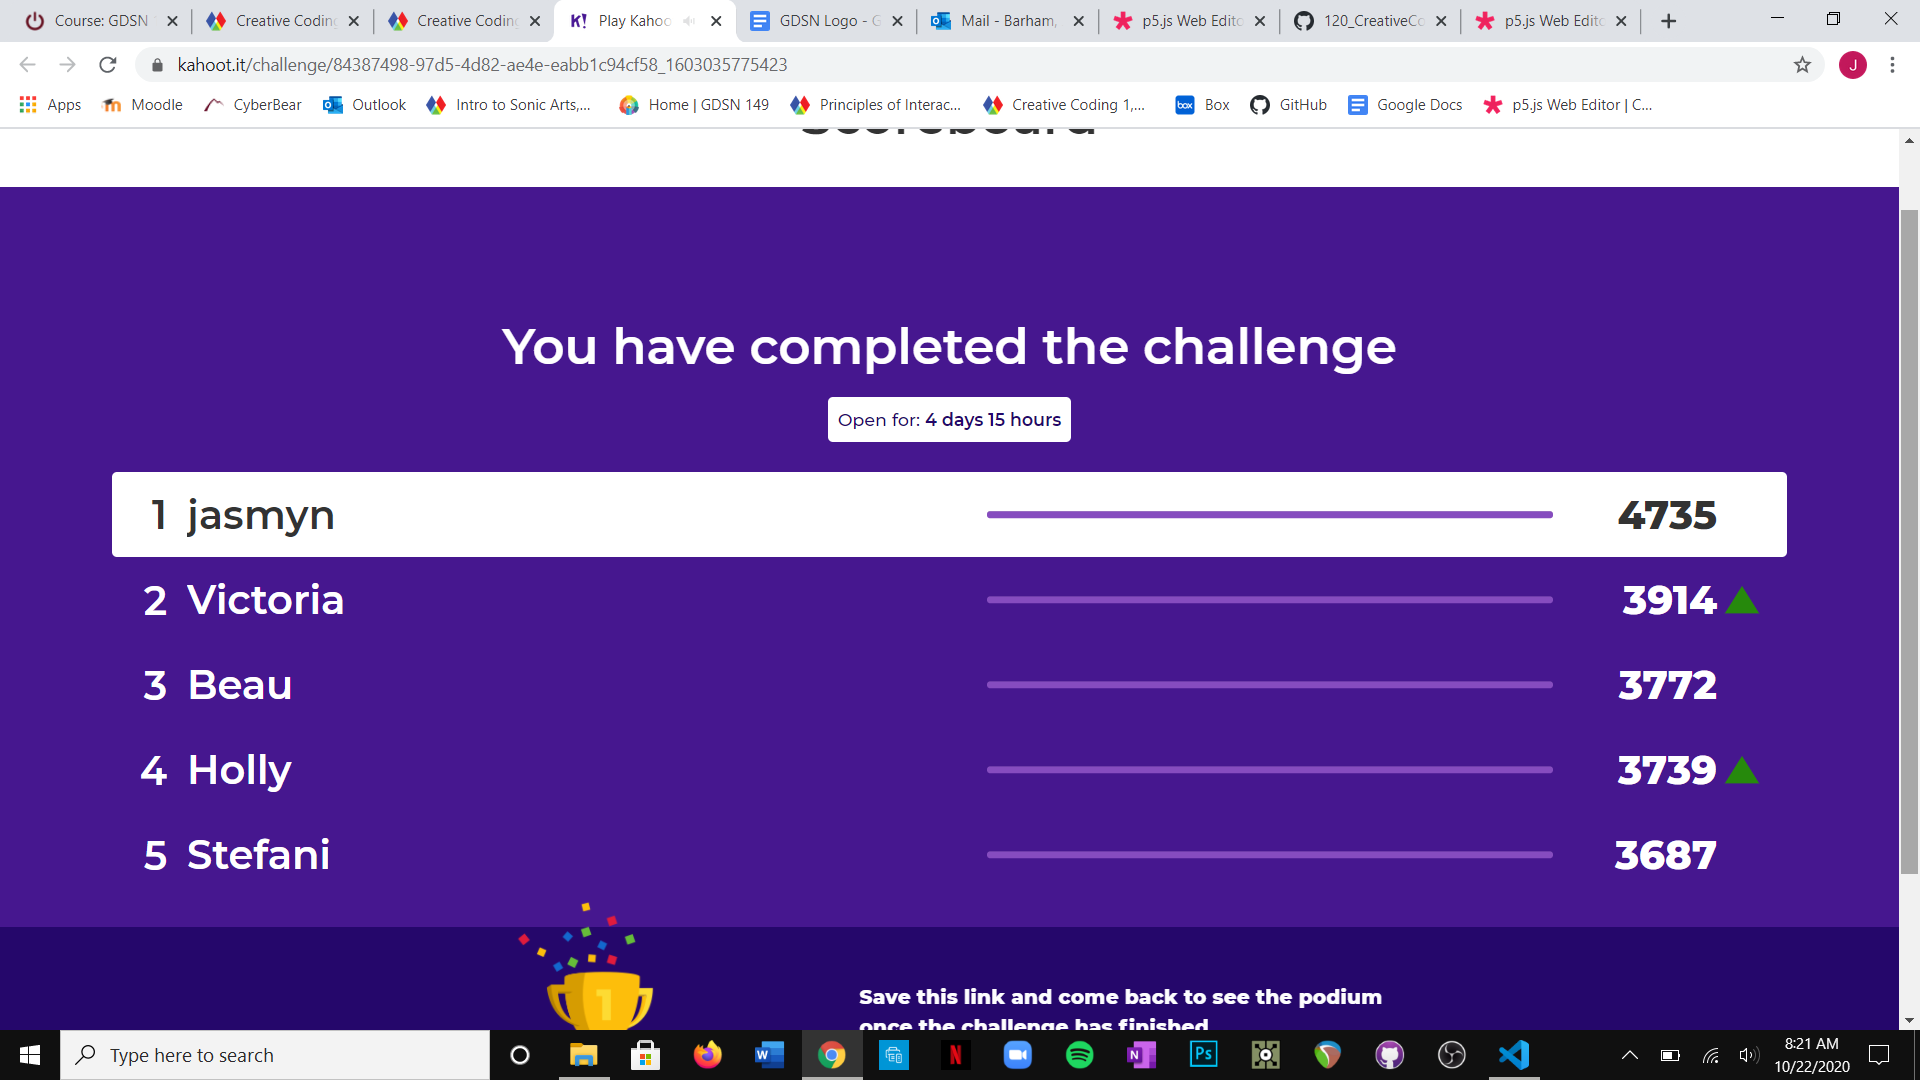 Course: GDSN
Creative Coding
Creative Coding
K! Play Kahoo
GDSN Logo - G
Mail - Barham,
p5.js Web Edito
120_CreativeCo
p5.js Web Edito
kahoot.it/challenge/84387498-97d5-4d82-ae4e-eabb1c94cf58_1603035775423
J
Apps
Moodle
CyberBear
Outlook
Intro to Sonic Arts,...
Home | GDSN 149
Principles of Interac...
Creative Coding 1,...
box Box
GitHub
Google Docs
p5.js Web Editor | C...
Scoreboard
You have completed the challenge
Open for: 4 days 15 hours
1 jasmyn 4735
2 Victoria 3914
3 Beau 3772
4 Holly 3739
5 Stefani 3687
1
Save this link and come back to see the podium
once the challenge has finished
Type here to search
W
N
N
Ps
8:21 AM
10/22/2020